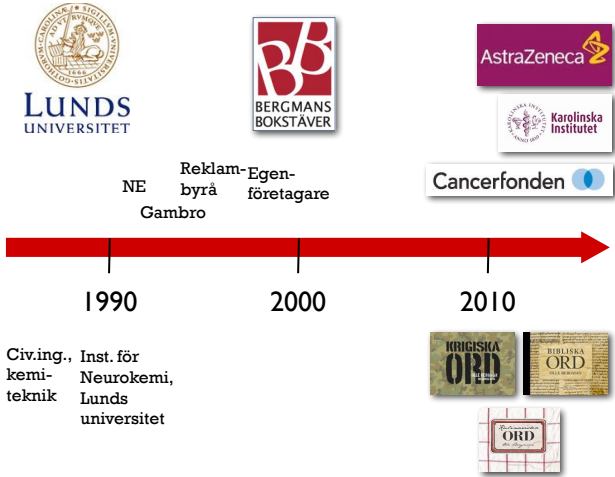 LUNDS
UNIVERSITET
BB
BERGMANS
BOKSTÄVER
AstraZeneca
Karolinska
Institutet
Cancerfonden
NE
Gambro
Reklam-
byrå
Egen-
företagare
1990
2000
2010
Civ.ing.,
kemi-
teknik
Inst. för
Neurokemi,
Lunds
universitet
KRIGISKA
ORD
BIBLISKA
ORD
ORD